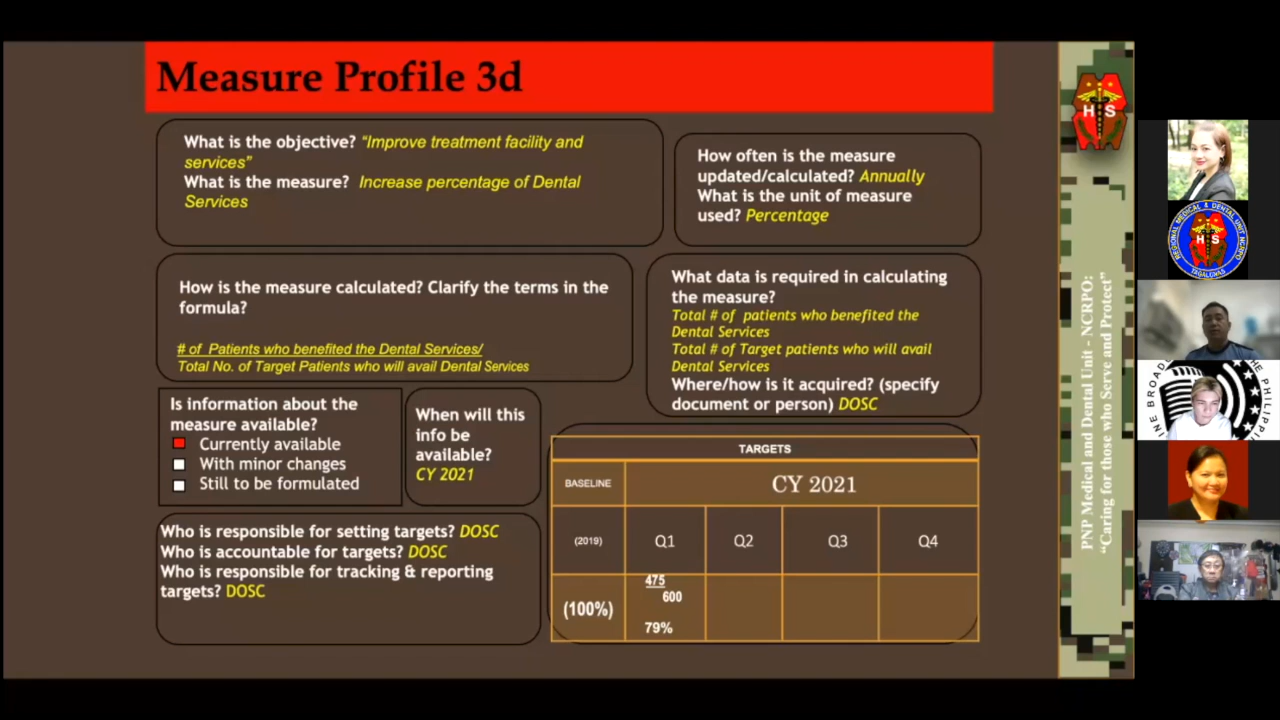 Measure Profile 3d
What is the objective? “Improve treatment facility and
services”
What is the measure? Increase percentage of Dental
Services
How often is the measure
updated/calculated? Annually
What is the unit of measure
used? Percentage
How is the measure calculated? Clarify the terms in the
formula?
# of Patients who benefited the Dental Services/
Total No. of Target Patients who will avail Dental Services
What data is required in calculating
the measure?
Total # of patients who benefited the
Dental Services
Total # of Target patients who will avail
Dental Services
Where/how is it acquired? (specify
document or person) DOSC
Is information about the
measure available?
Currently available
With minor changes
Still to be formulated
When will this
info be
available?
CY 2021
Who is responsible for setting targets? DOSC
Who is accountable for targets? DOSC
Who is responsible for tracking & reporting
targets? DOSC
TARGETS
BASELINE
CY 2021
(2019)
Q1
Q2
Q3
Q4
(100%)
475
600
79%
H S
PNP Medical and Dental Unit - NCRPO:
“Caring for those who Serve and Protect”
REGIONAL MEDICAL & DENTAL UNIT NCRPO
H S
TAGALIGTAS